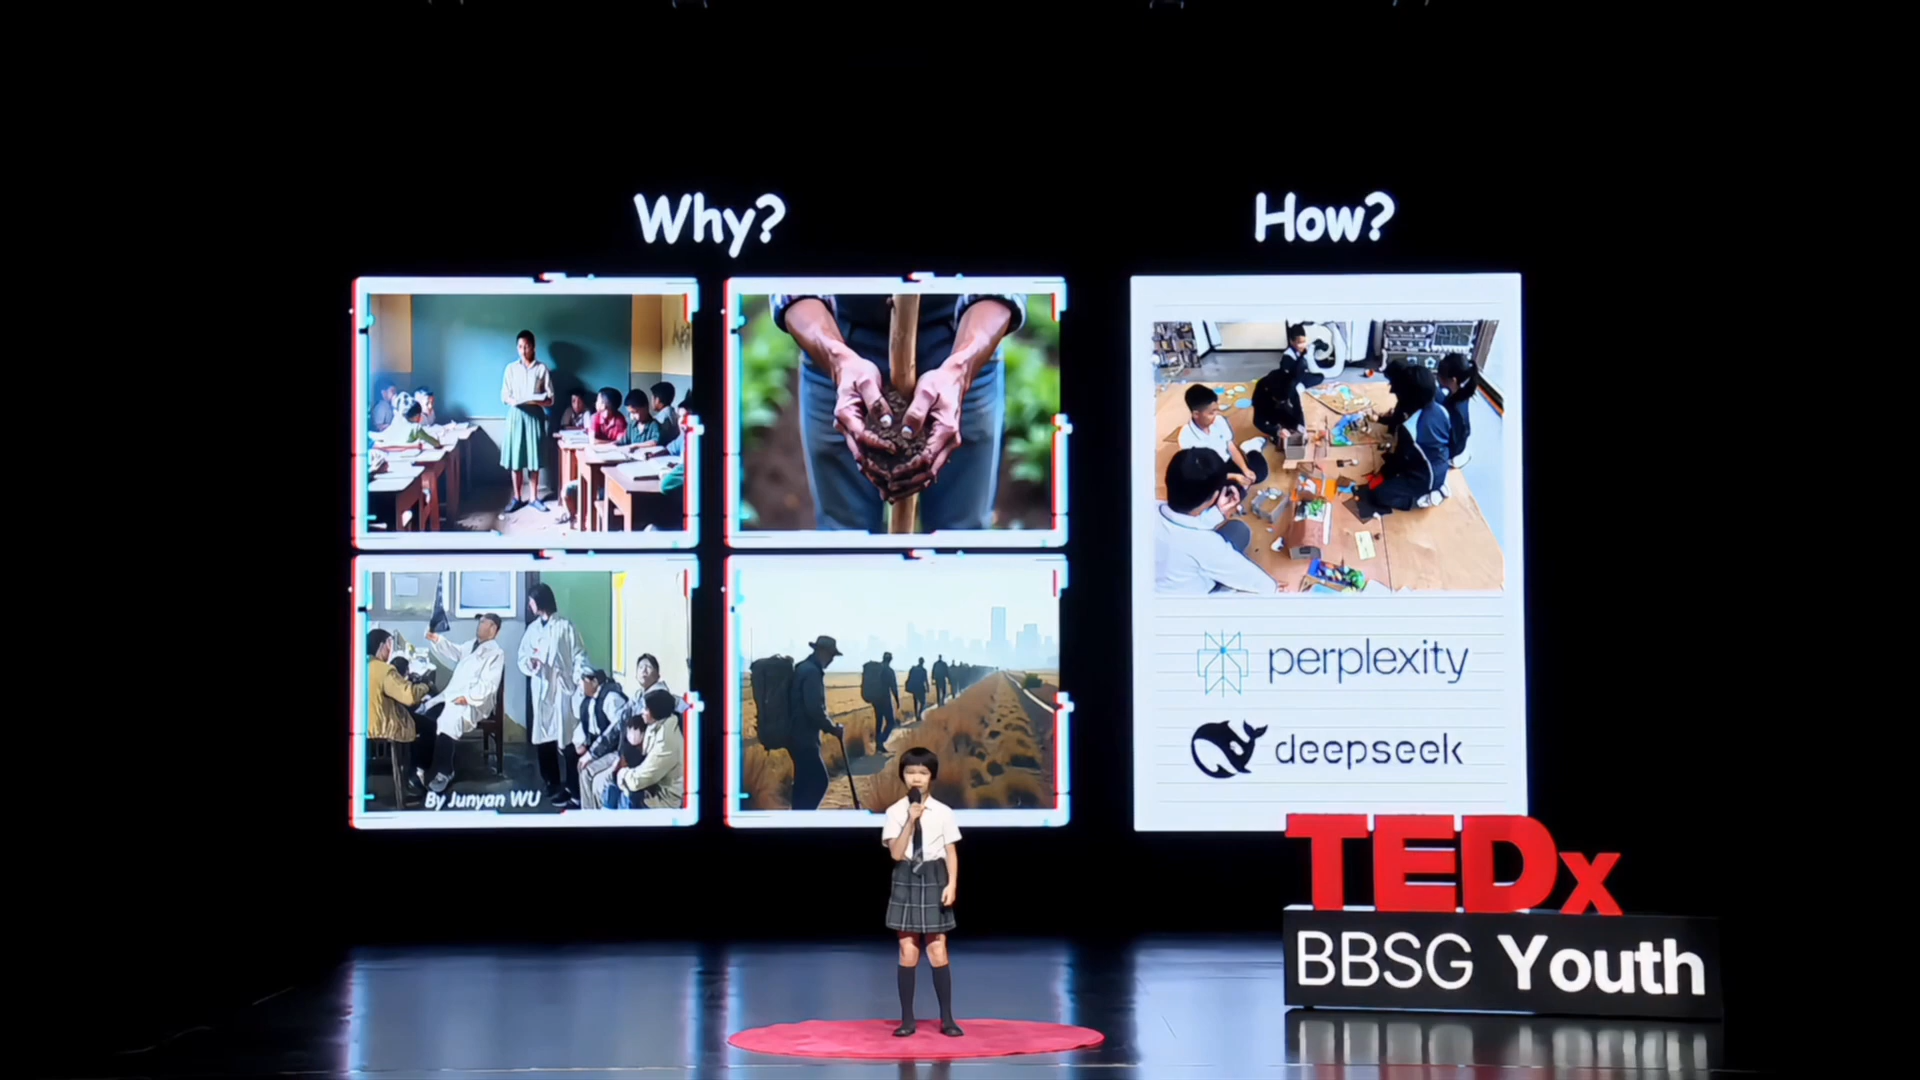 Why?
How?
By Junyan WU
perplexity
deepseek
TEDx
BBSG Youth